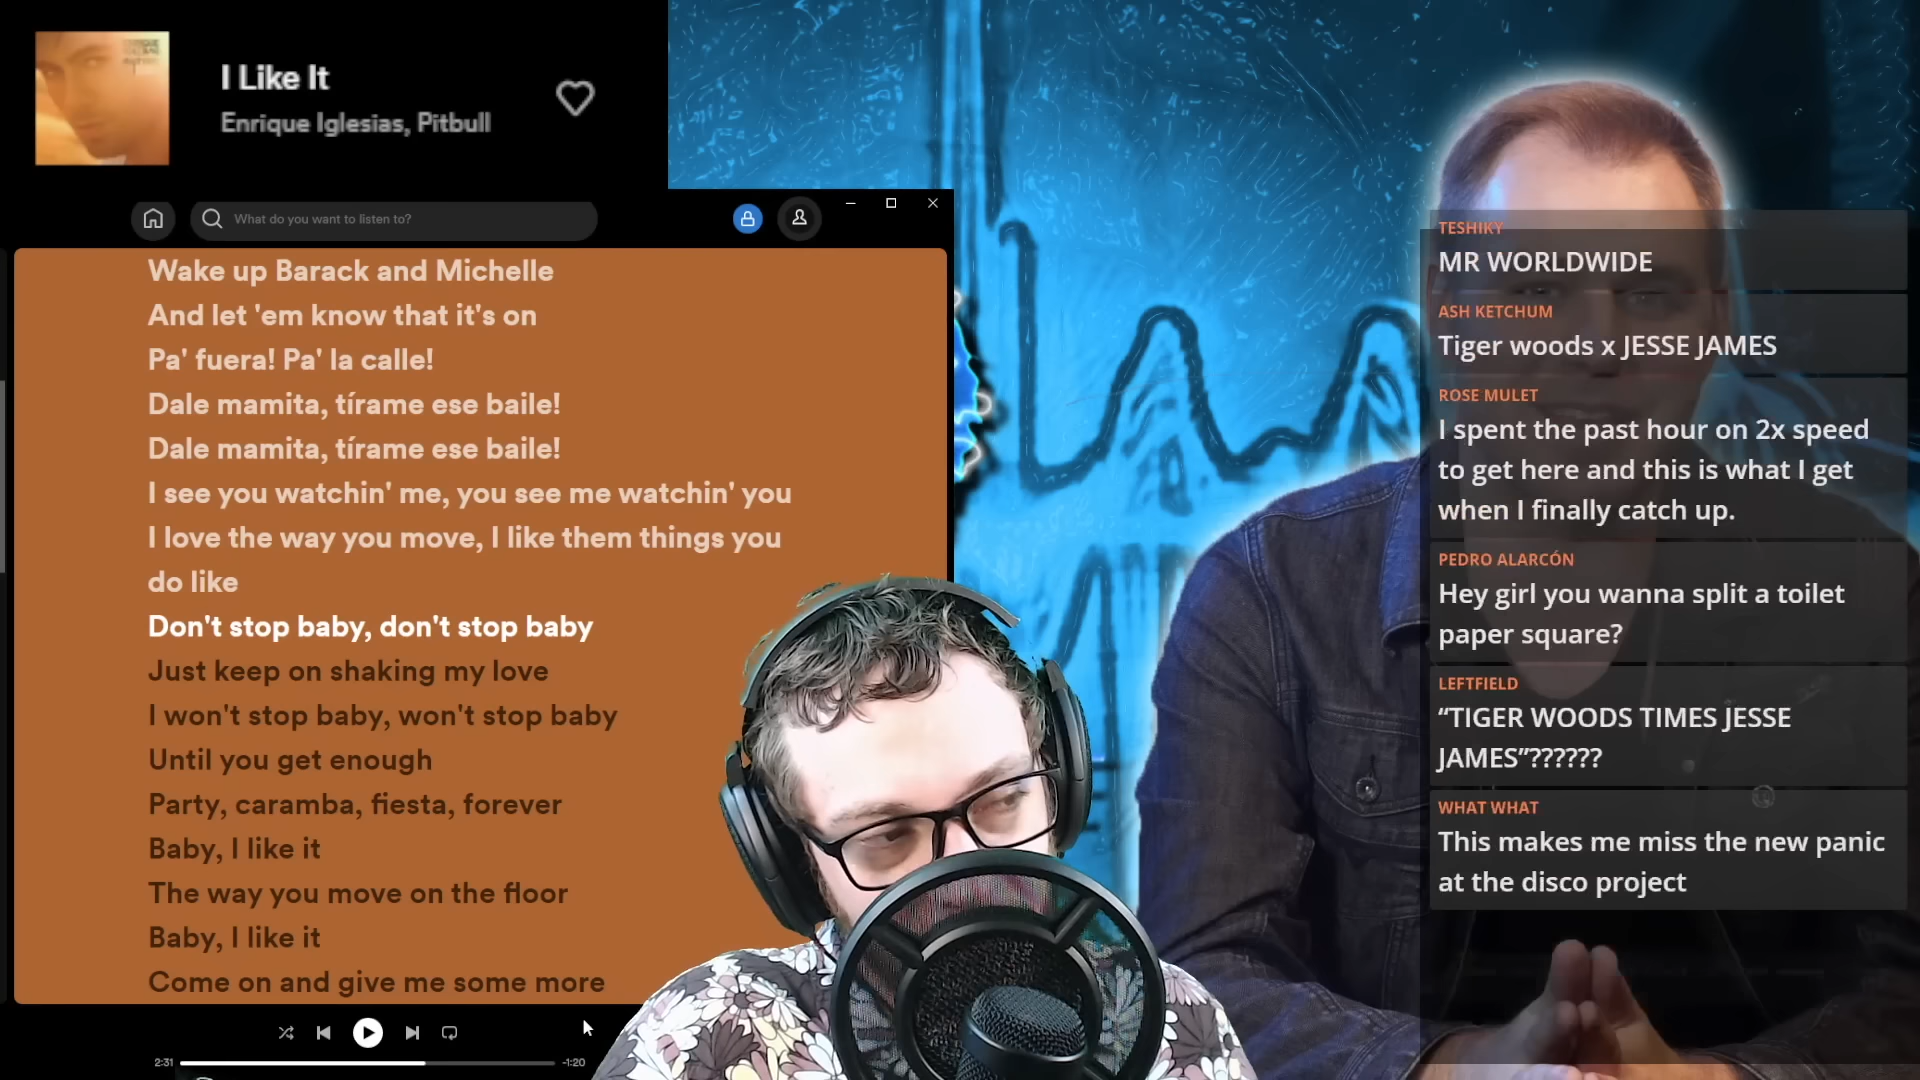 I Like It
Enrique Iglesias, Pitbull
What do you want to listen to?
Wake up Barack and Michelle
And let 'em know that it's on
Pa' fuera! Pa' la calle!
Dale mamita, tírame ese baile!
Dale mamita, tírame ese baile!
I see you watchin' me, you see me watchin' you
I love the way you move, I like them things you
do like
Don't stop baby, don't stop baby
Just keep on shaking my love
I won't stop baby, won't stop baby
Until you get enough
Party, caramba, fiesta, forever
Baby, I like it
The way you move on the floor
Baby, I like it
Come on and give me some more
2:31
-1:20
TESHIKY
MR WORLDWIDE
ASH KETCHUM
Tiger woods x JESSE JAMES
ROSE MULET
I spent the past hour on 2x speed
to get here and this is what I get
when I finally catch up.
PEDRO ALARCÓN
Hey girl you wanna split a toilet
paper square?
LEFTFIELD
“TIGER WOODS TIMES JESSE
JAMES”??????
WHAT WHAT
This makes me miss the new panic
at the disco project